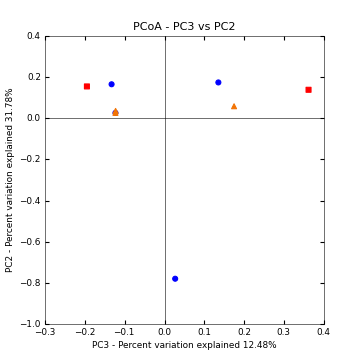 PCoA - PC3 vs PC2
0.4
0.2
0.0
−0.2
−0.4
−0.6
−0.8
−1.0
PC2 - Percent variation explained 31.78%
−0.3 −0.2 −0.1 0.0 0.1 0.2 0.3 0.4
PC3 - Percent variation explained 12.48%